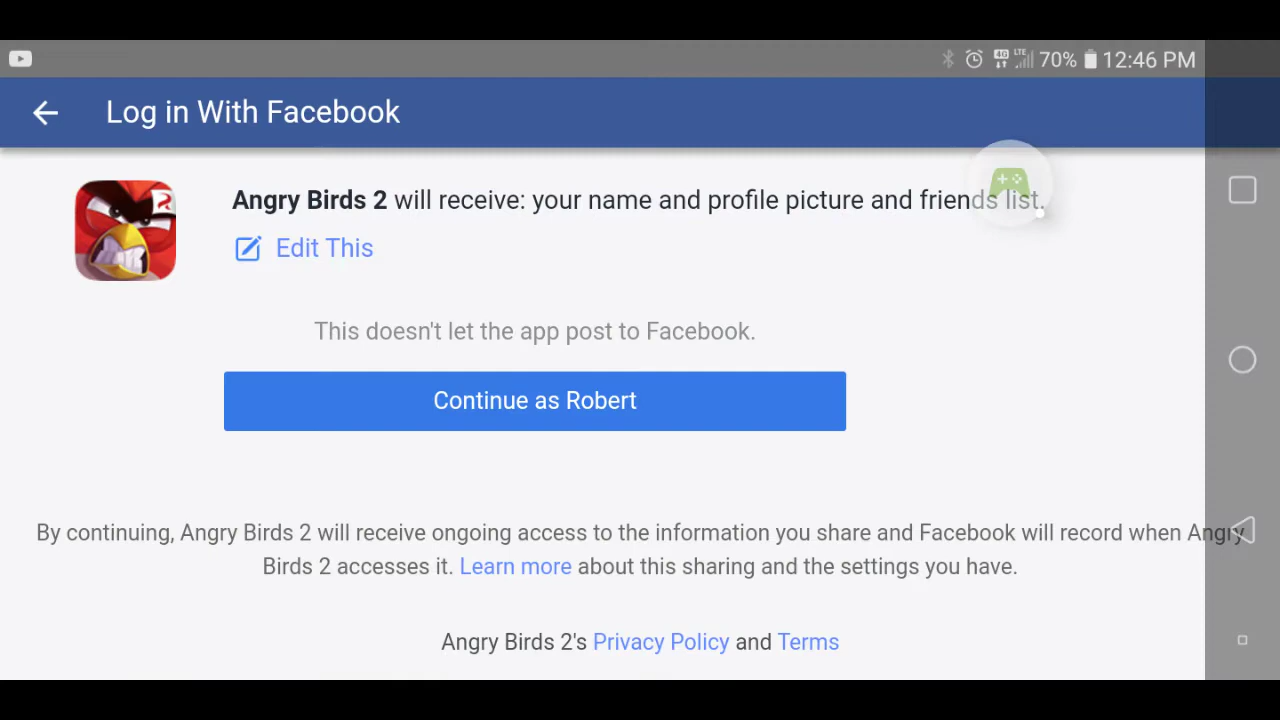 4G LTE 70% 12:46 PM
Log in With Facebook
Angry Birds 2 will receive: your name and profile picture and friends list.
Edit This
This doesn't let the app post to Facebook.
Continue as Robert
By continuing, Angry Birds 2 will receive ongoing access to the information you share and Facebook will record when Angry
Birds 2 accesses it. Learn more about this sharing and the settings you have.
Angry Birds 2's Privacy Policy and Terms